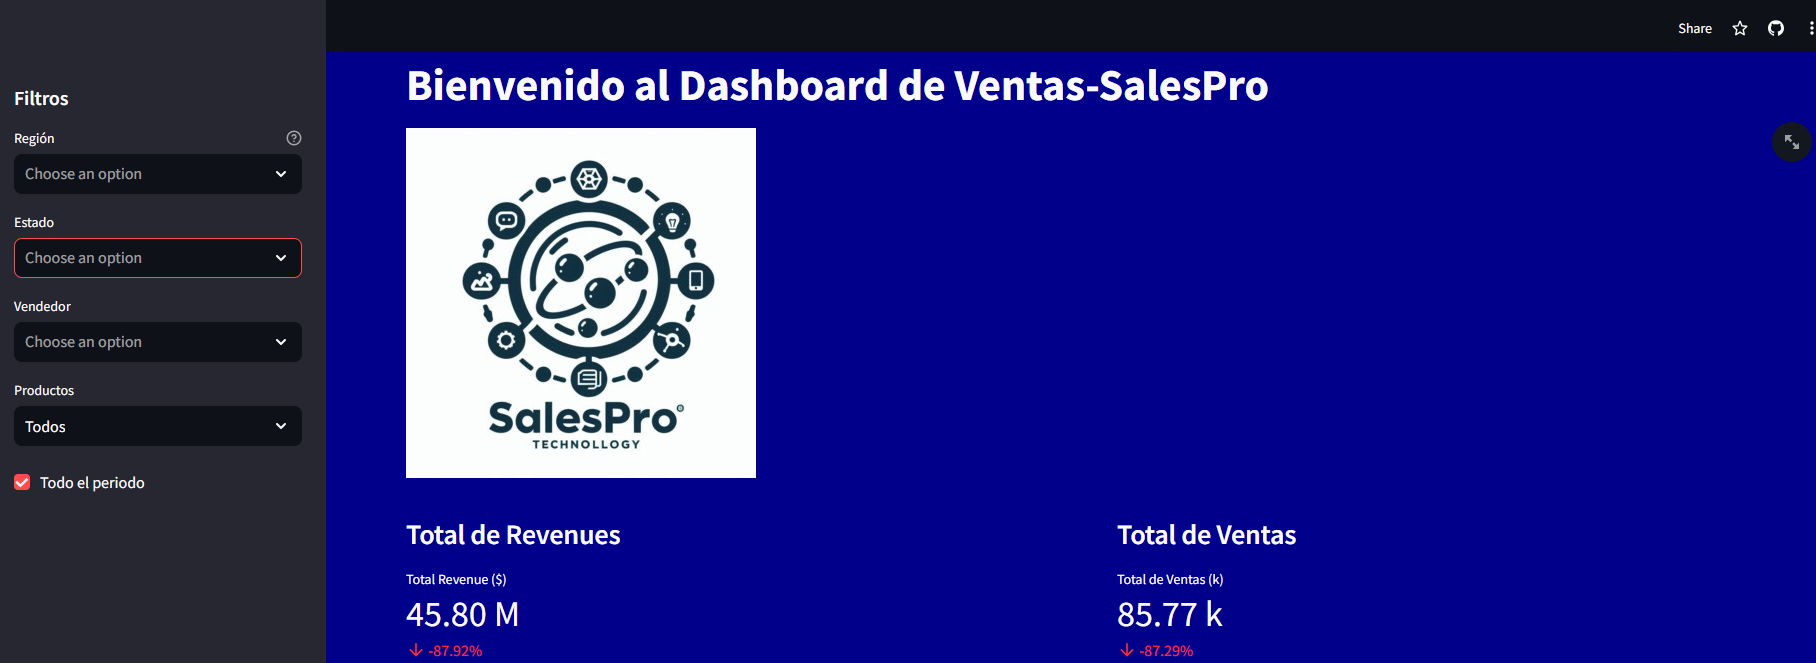 Share
Filtros
Región
Choose an option
Estado
Choose an option
Vendedor
Choose an option
Productos
Todos
Todo el periodo
Bienvenido al Dashboard de Ventas-SalesPro
SalesPro
TECHNOLLOGY
Total de Revenues
Total Revenue ($)
45.80 M
-87.92%
Total de Ventas
Total de Ventas (k)
85.77 k
-87.29%